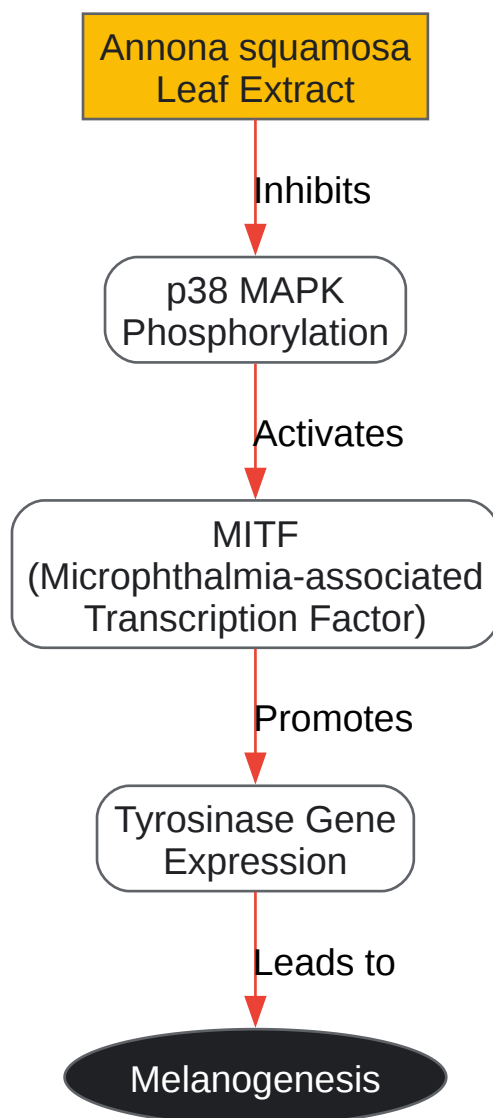 Annona squamosa
Leaf Extract
Inhibits
p38 MAPK
Phosphorylation
Activates
MITF
(Microphthalmia-associated
Transcription Factor)
Promotes
Tyrosinase Gene
Expression
Leads to
Melanogenesis